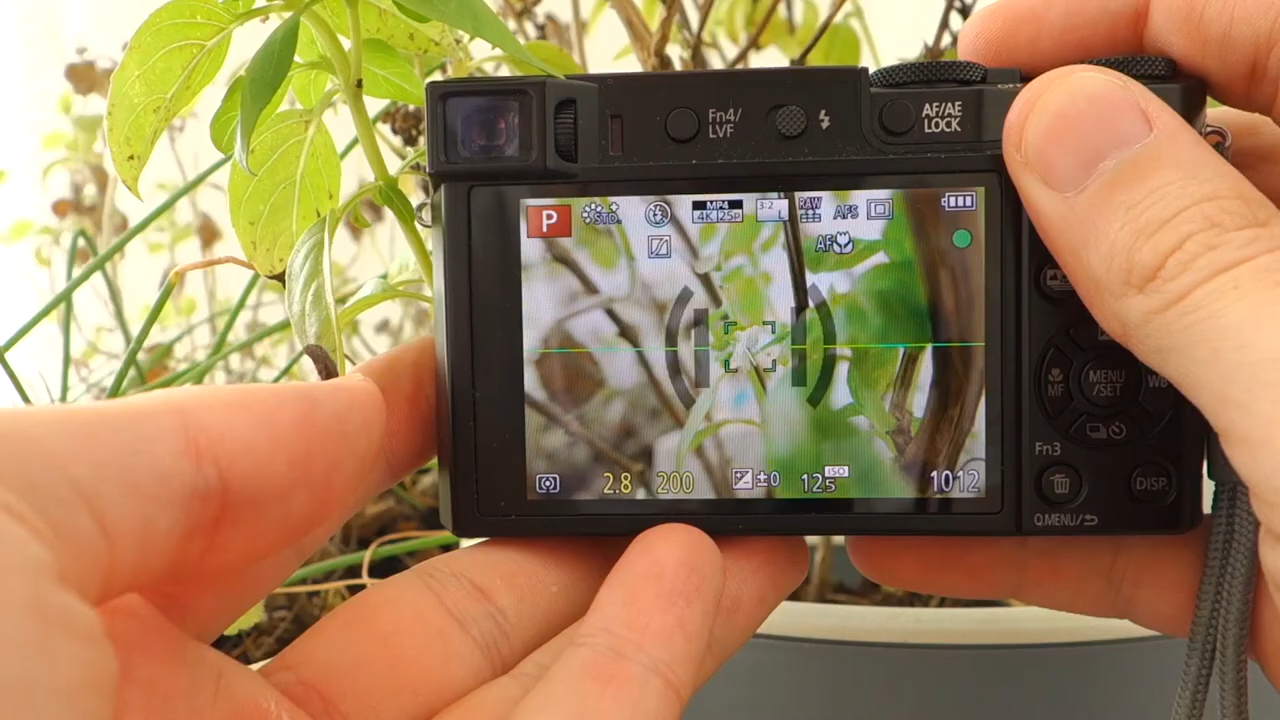 Fn4/
LVF
AF/AE
LOCK
OFF
P
STD.
MP4
4K 25p
3:2
L
RAW
AFS
AF
MENU
/SET
MF
WB
Fn3
DISP.
Q.MENU/
2.8
200
±0
125
ISO
1012